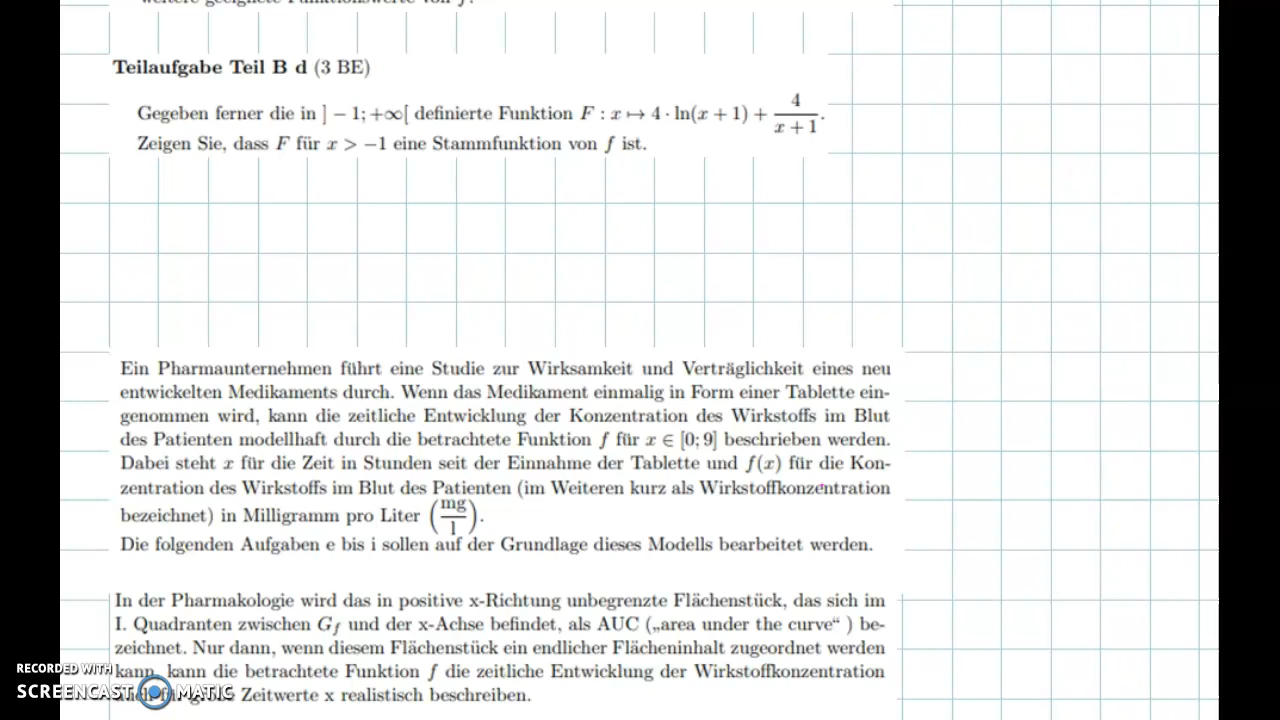 weitere geeignete Funktionswerte von f.
Teilaufgabe Teil B d (3 BE)
Gegeben ferner die in ] − 1; +∞[ definierte Funktion F : x ↦ 4 · ln(x + 1) + 4/(x + 1).
Zeigen Sie, dass F für x > −1 eine Stammfunktion von f ist.
Ein Pharmaunternehmen führt eine Studie zur Wirksamkeit und Verträglichkeit eines neu
entwickelten Medikaments durch. Wenn das Medikament einmalig in Form einer Tablette ein-
genommen wird, kann die zeitliche Entwicklung der Konzentration des Wirkstoffs im Blut
des Patienten modellhaft durch die betrachtete Funktion f für x ∈ [0; 9] beschrieben werden.
Dabei steht x für die Zeit in Stunden seit der Einnahme der Tablette und f(x) für die Kon-
zentration des Wirkstoffs im Blut des Patienten (im Weiteren kurz als Wirkstoffkonzentration
bezeichnet) in Milligramm pro Liter (mg/l).
Die folgenden Aufgaben e bis i sollen auf der Grundlage dieses Modells bearbeitet werden.
In der Pharmakologie wird das in positive x-Richtung unbegrenzte Flächenstück, das sich im
I. Quadranten zwischen G_f und der x-Achse befindet, als AUC („area under the curve“ ) be-
zeichnet. Nur dann, wenn diesem Flächenstück ein endlicher Flächeninhalt zugeordnet werden
kann, kann die betrachtete Funktion f die zeitliche Entwicklung der Wirkstoffkonzentration
Zeitwerte x realistisch beschreiben.
RECORDED WITH
SCREENCAST MATIC